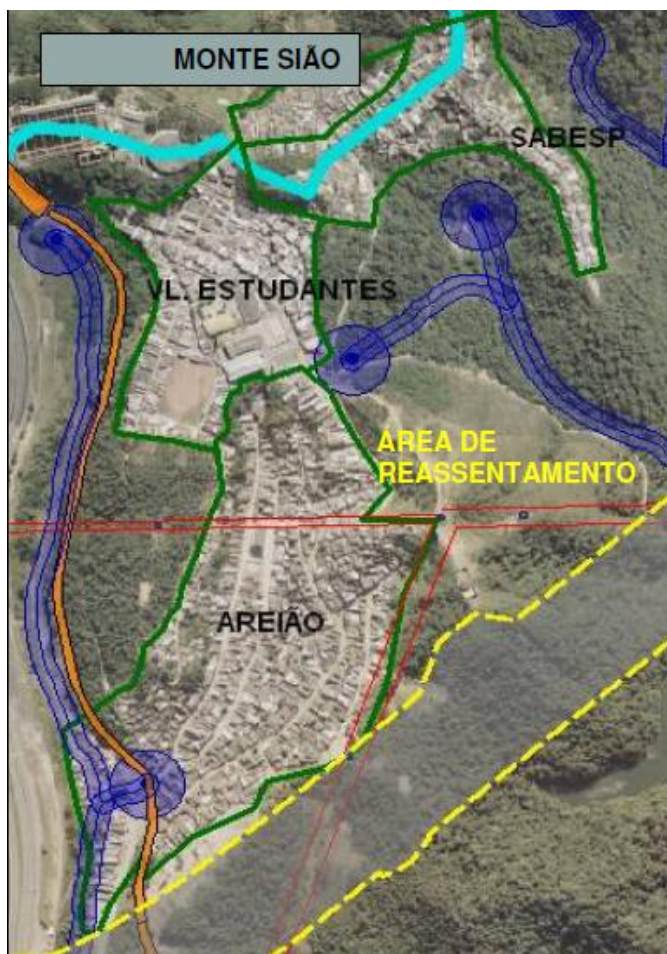 MONTE SIÃO
SABESP
VL. ESTUDANTES
ÁREA DE
REASSENTAMENTO
AREIÃO